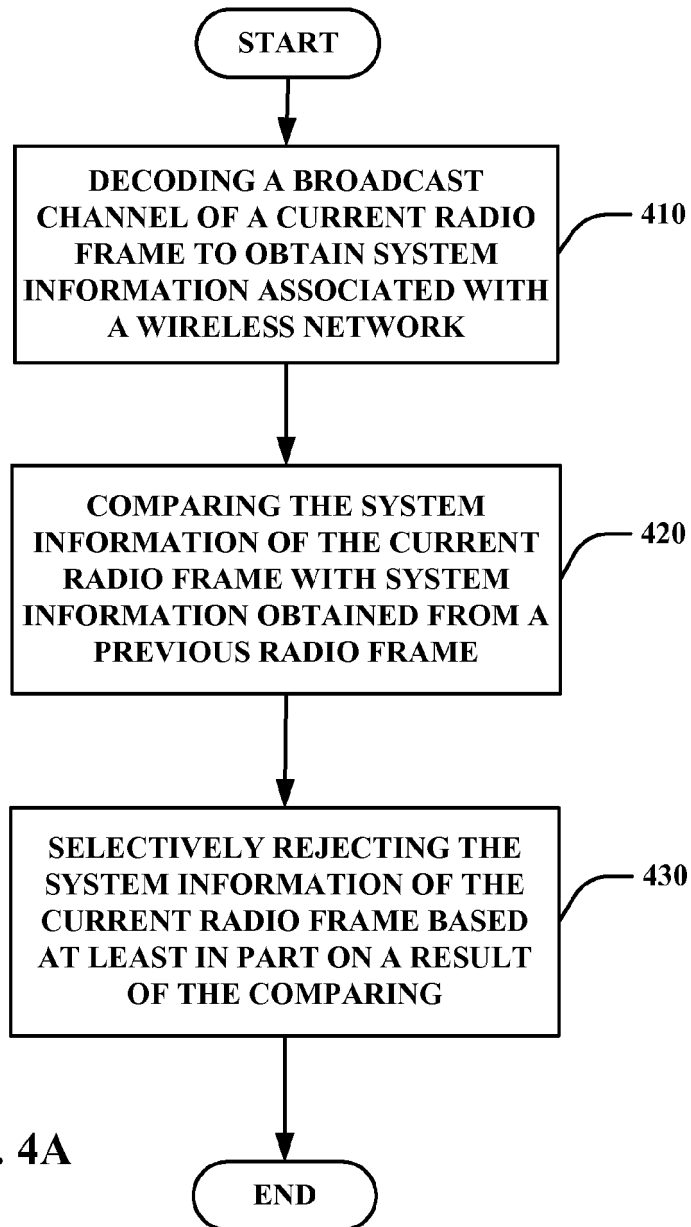 START
DECODING A BROADCAST
CHANNEL OF A CURRENT RADIO
FRAME TO OBTAIN SYSTEM
INFORMATION ASSOCIATED WITH
A WIRELESS NETWORK
410
COMPARING THE SYSTEM
INFORMATION OF THE CURRENT
RADIO FRAME WITH SYSTEM
INFORMATION OBTAINED FROM A
PREVIOUS RADIO FRAME
420
SELECTIVELY REJECTING THE
SYSTEM INFORMATION OF THE
CURRENT RADIO FRAME BASED
AT LEAST IN PART ON A RESULT
OF THE COMPARING
430
. 4A
END